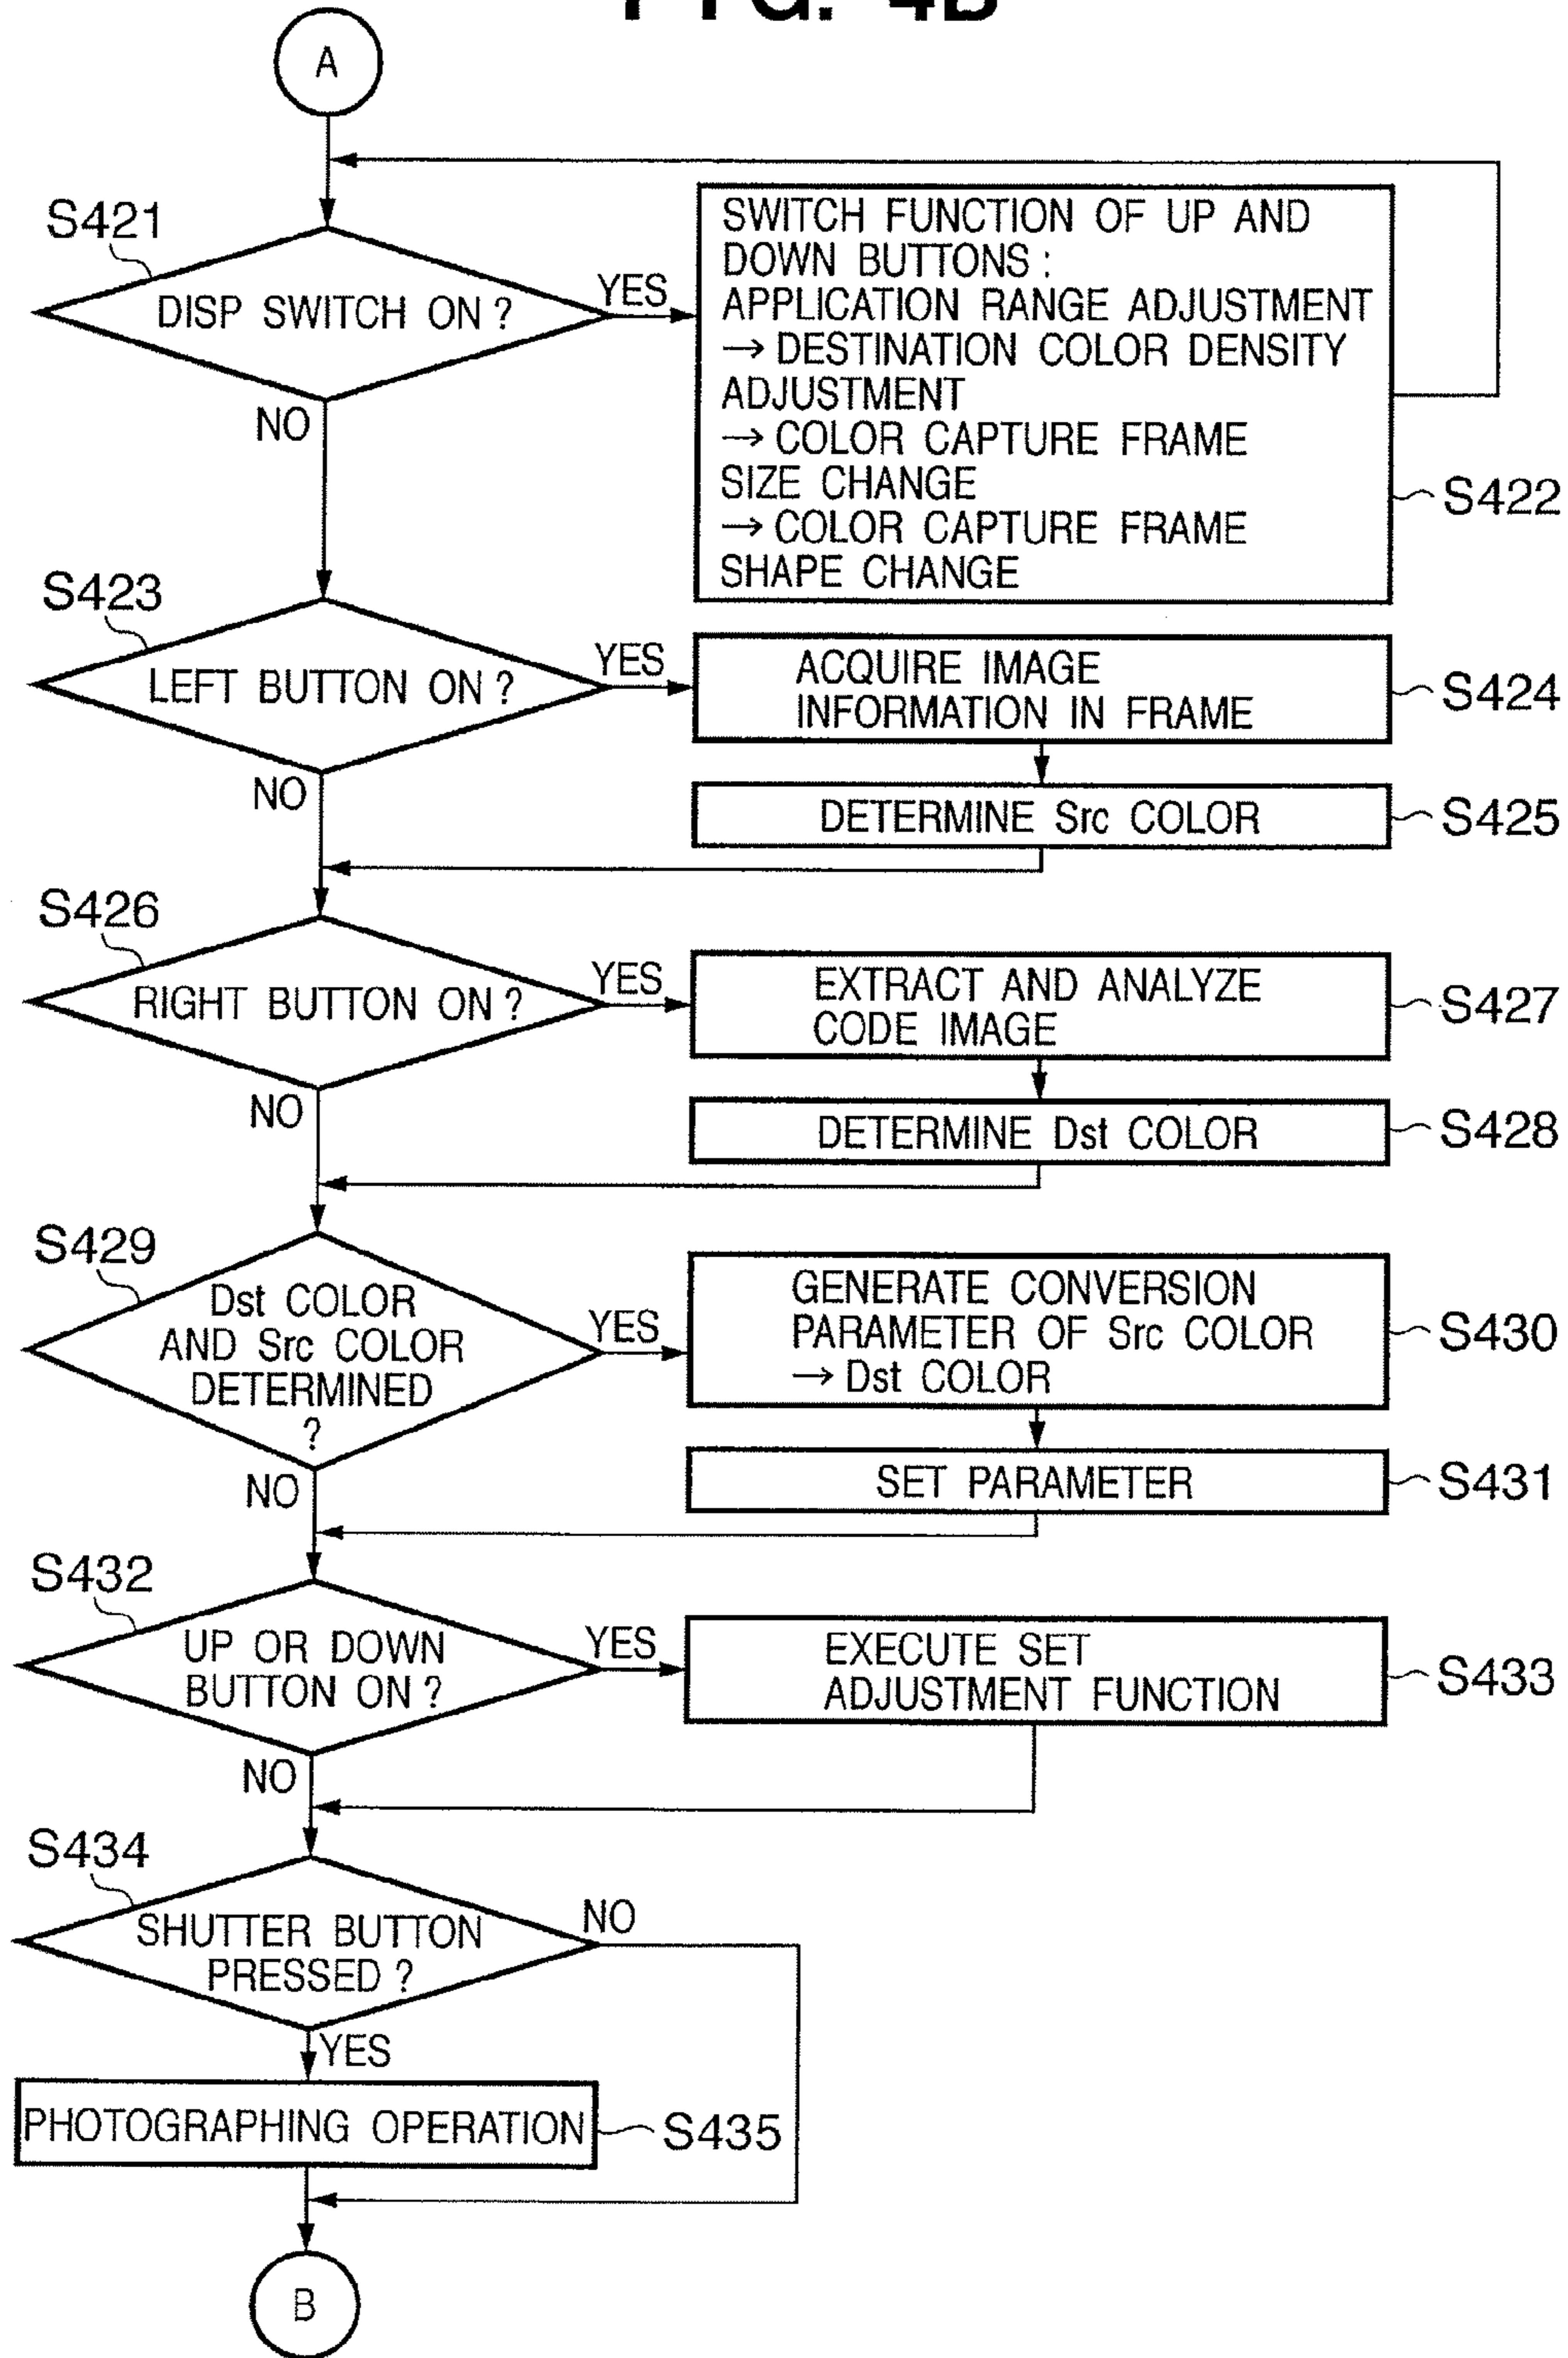 FIG. 4B
A
S421
DISP SWITCH ON ?
YES
NO
SWITCH FUNCTION OF UP AND
DOWN BUTTONS :
APPLICATION RANGE ADJUSTMENT
→ DESTINATION COLOR DENSITY
ADJUSTMENT
→ COLOR CAPTURE FRAME
SIZE CHANGE
→ COLOR CAPTURE FRAME
SHAPE CHANGE
S422
S423
LEFT BUTTON ON ?
YES
NO
ACQUIRE IMAGE
INFORMATION IN FRAME
S424
DETERMINE Src COLOR
S425
S426
RIGHT BUTTON ON ?
YES
NO
EXTRACT AND ANALYZE
CODE IMAGE
S427
DETERMINE Dst COLOR
S428
S429
Dst COLOR
AND Src COLOR
DETERMINED
?
YES
NO
GENERATE CONVERSION
PARAMETER OF Src COLOR
→ Dst COLOR
S430
SET PARAMETER
S431
S432
UP OR DOWN
BUTTON ON ?
YES
NO
EXECUTE SET
ADJUSTMENT FUNCTION
S433
S434
SHUTTER BUTTON
PRESSED ?
NO
YES
PHOTOGRAPHING OPERATION
S435
B